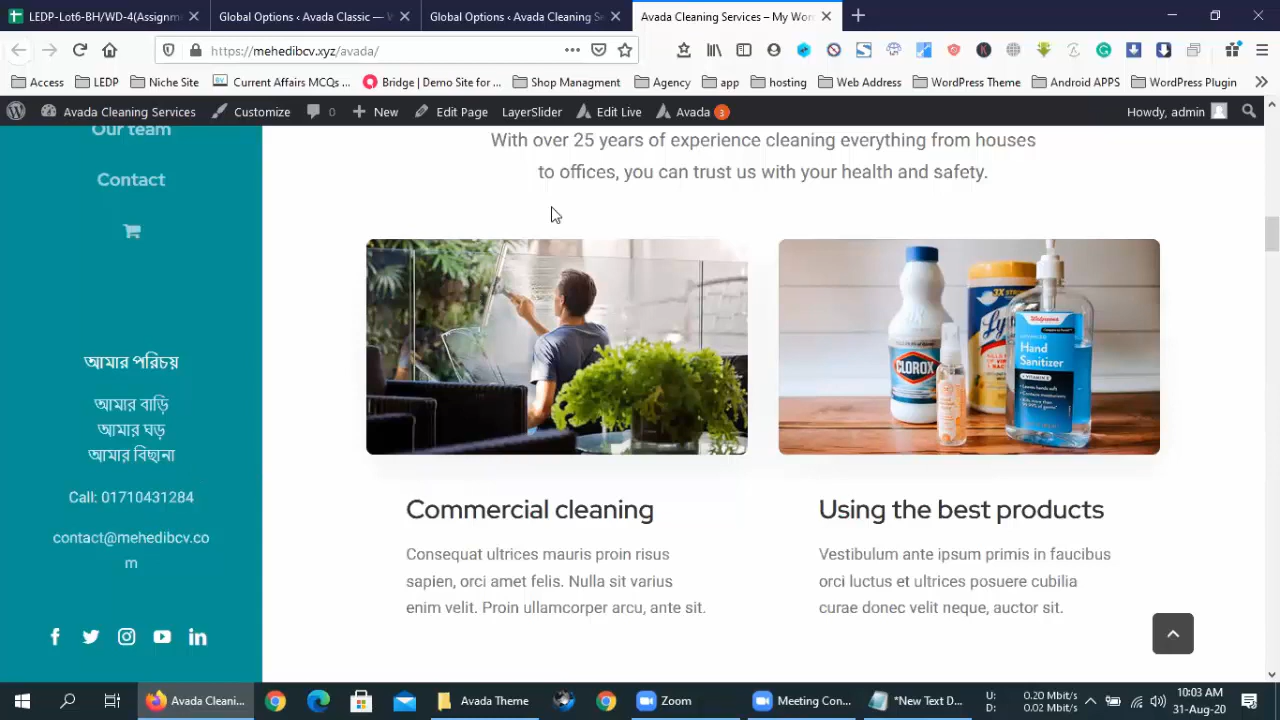 LEDP-Lot6-BH/WD-4(Assignm
Global Options ‹ Avada Classic —
Global Options ‹ Avada Cleaning S
Avada Cleaning Services – My Wor
https://mehedibcv.xyz/avada/
Access
LEDP
Niche Site
Current Affairs MCQs ...
Bridge | Demo Site for ...
Shop Managment
Agency
app
hosting
Web Address
WordPress Theme
Android APPS
WordPress Plugin
Avada Cleaning Services
Customize
0
New
Edit Page
LayerSlider
Edit Live
Avada 3
Howdy, admin
Our team
Contact
আমার পরিচয়
আমার বাড়ি
আমার ঘড়
আমার বিছানা
Call: 01710431284
contact@mehedibcv.co
m
With over 25 years of experience cleaning everything from houses
to offices, you can trust us with your health and safety.
CLOROX
3X STRO
Ly
Walgreens
Hand
Sanitizer
Commercial cleaning
Consequat ultrices mauris proin risus
sapien, orci amet felis. Nulla sit varius
enim velit. Proin ullamcorper arcu, ante sit.
Using the best products
Vestibulum ante ipsum primis in faucibus
orci luctus et ultrices posuere cubilia
curae donec velit neque, auctor sit.
Avada Cleani...
Avada Theme
Zoom
Meeting Con...
*New Text D...
U: 0.20 Mbit/s
D: 0.02 Mbit/s
10:03 AM
31-Aug-20